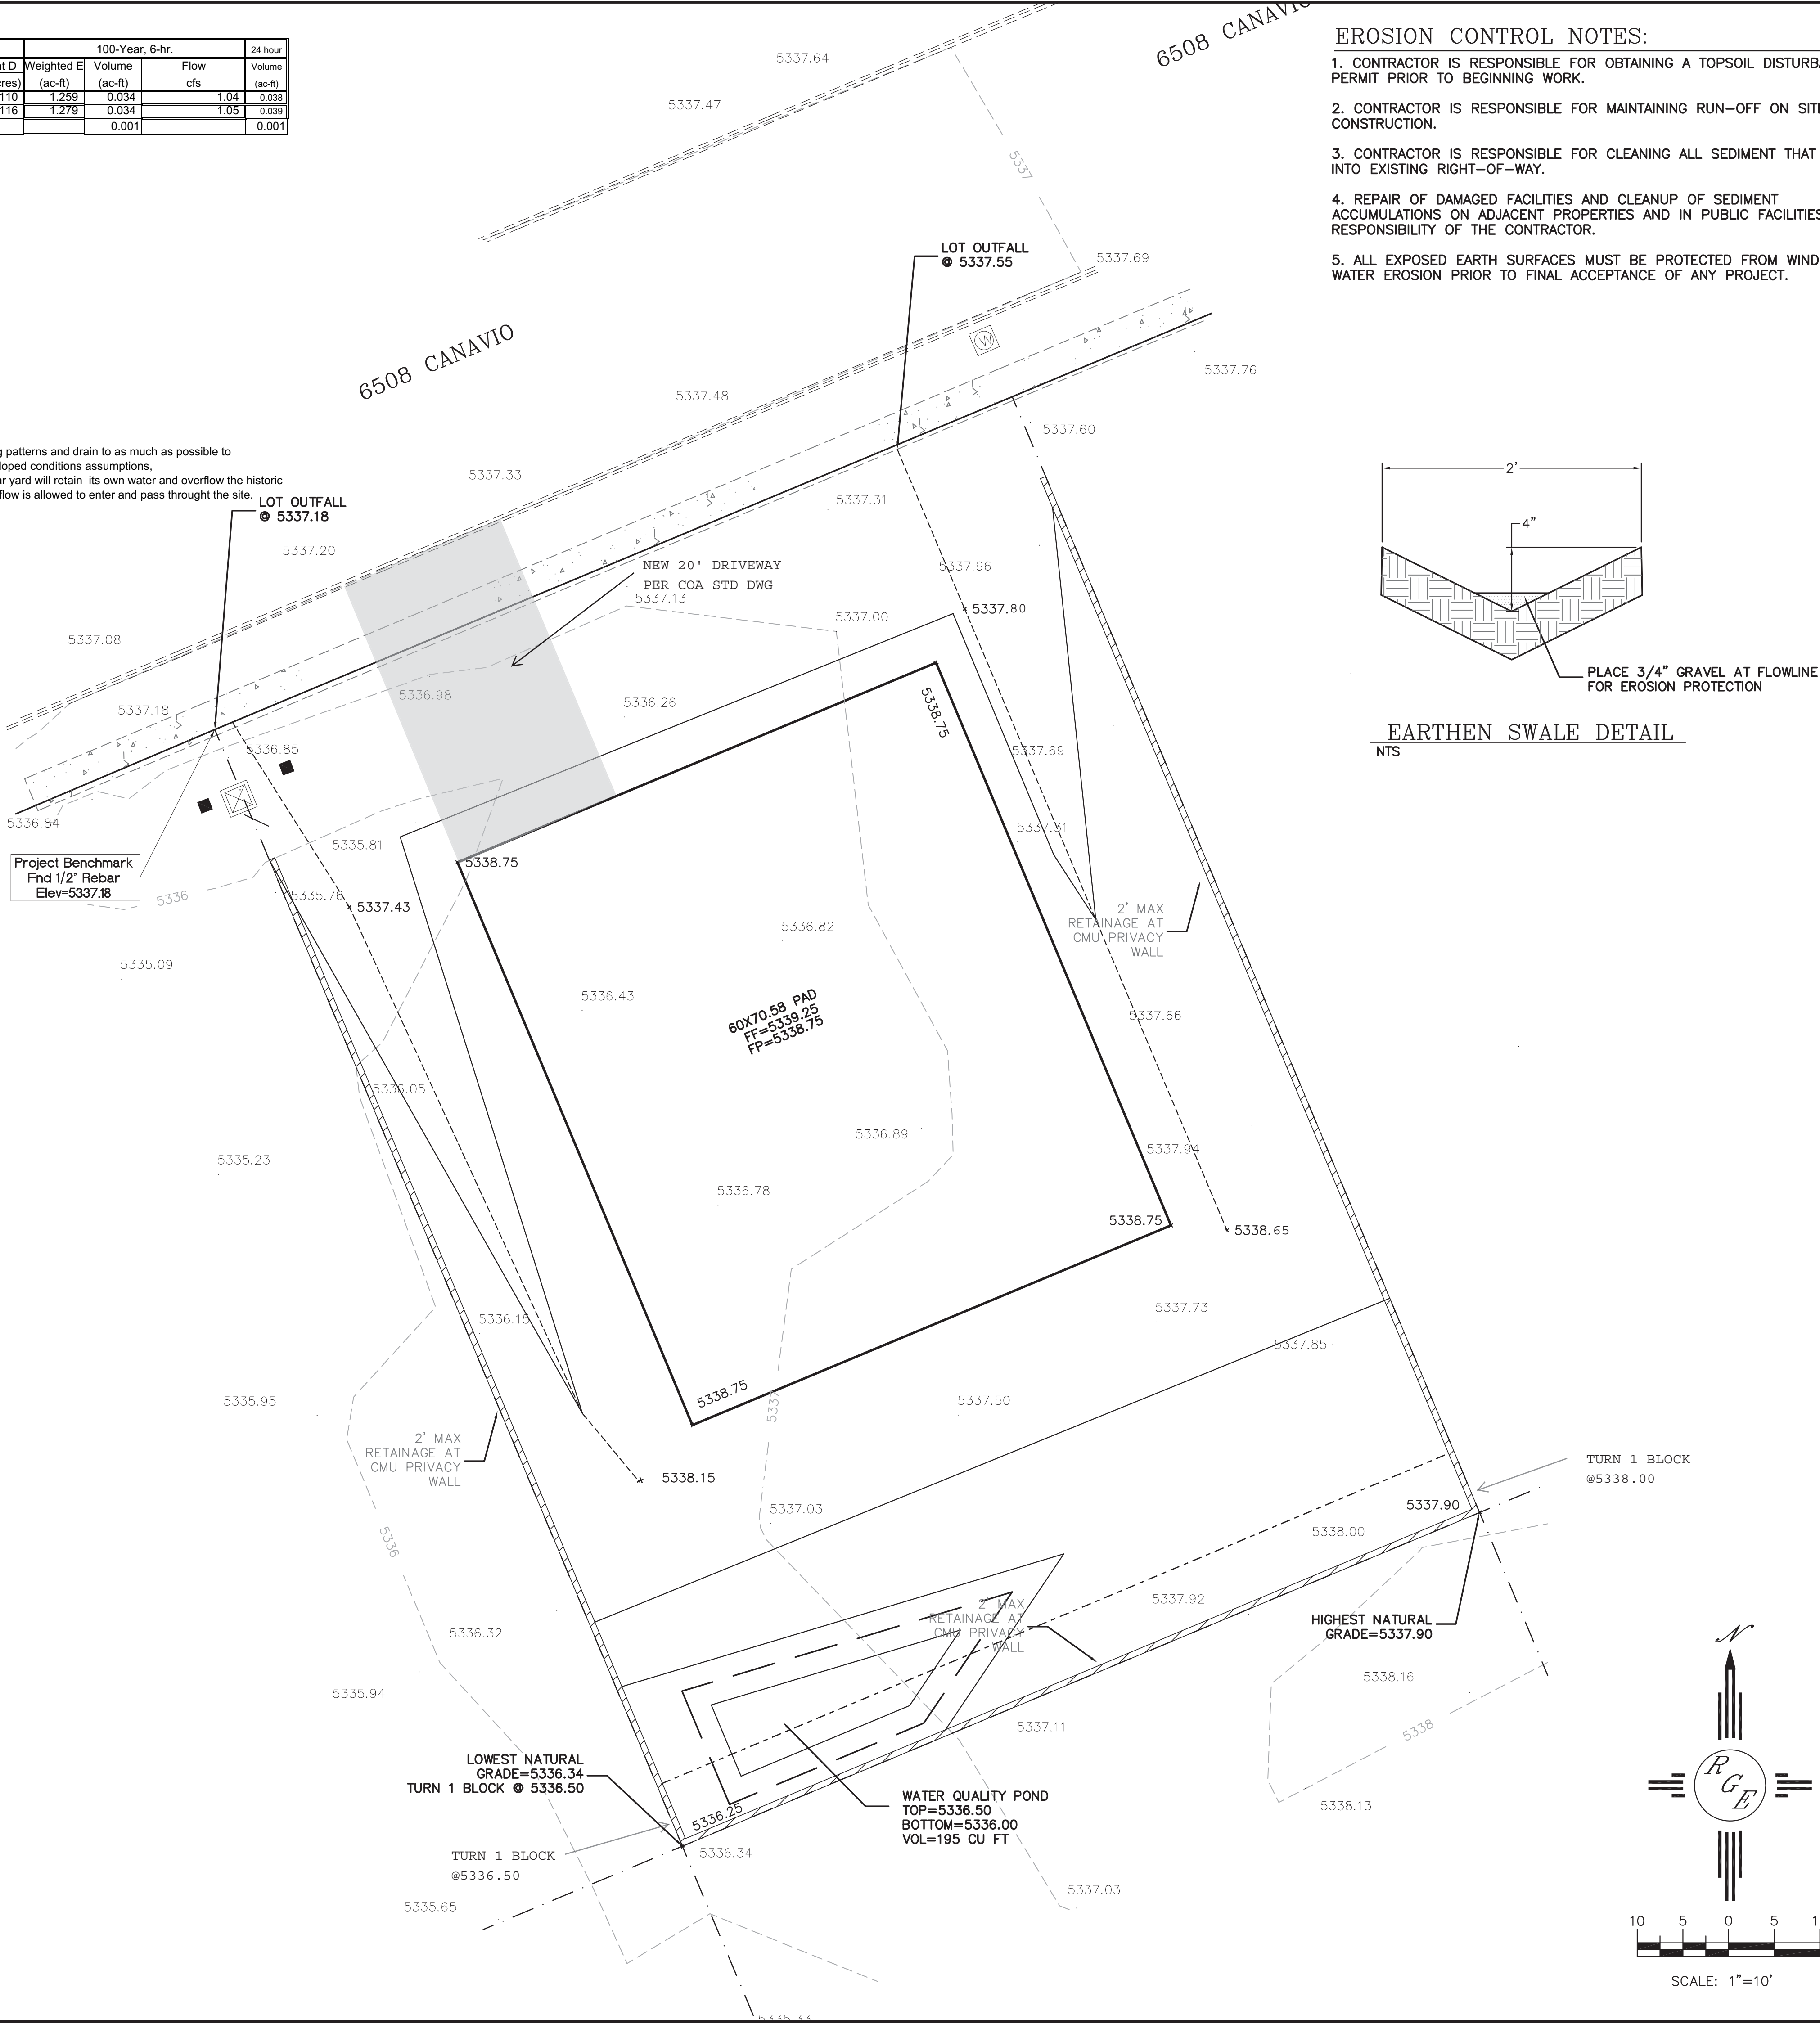 100-Year, 6-hr. 24 hour
t D Weighted E Volume Flow Volume
cres) (ac-ft) (ac-ft) cfs (ac-ft)
110 1.259 0.034 1.04 0.038
116 1.279 0.034 1.05 0.039
0.001 0.001
6508 CANAVIO
EROSION CONTROL NOTES:
1. CONTRACTOR IS RESPONSIBLE FOR OBTAINING A TOPSOIL DISTURBA
PERMIT PRIOR TO BEGINNING WORK.
2. CONTRACTOR IS RESPONSIBLE FOR MAINTAINING RUN-OFF ON SITE
CONSTRUCTION.
3. CONTRACTOR IS RESPONSIBLE FOR CLEANING ALL SEDIMENT THAT
INTO EXISTING RIGHT-OF-WAY.
4. REPAIR OF DAMAGED FACILITIES AND CLEANUP OF SEDIMENT
ACCUMULATIONS ON ADJACENT PROPERTIES AND IN PUBLIC FACILITIES
RESPONSIBILITY OF THE CONTRACTOR.
5. ALL EXPOSED EARTH SURFACES MUST BE PROTECTED FROM WIND
WATER EROSION PRIOR TO FINAL ACCEPTANCE OF ANY PROJECT.
5337.64
5337.47
5337
LOT OUTFALL
@ 5337.55
5337.69
W
6508 CANAVIO
5337.76
5337.48
5337.60
g patterns and drain to as much as possible to
loped conditions assumptions,
ar yard will retain its own water and overflow the historic
flow is allowed to enter and pass throught the site.
LOT OUTFALL
@ 5337.18
5337.33
5337.31
2'
4"
PLACE 3/4" GRAVEL AT FLOWLINE
FOR EROSION PROTECTION
EARTHEN SWALE DETAIL
NTS
5337.20
NEW 20' DRIVEWAY
PER COA STD DWG
5337.96
5337.13
5337.00
5337.80
5337.08
5336.98
5336.26
5337.18
5338.75
5336.85
5337.69
5336.84
5337.31
5335.81
5338.75
Project Benchmark
Fnd 1/2" Rebar
Elev=5337.18
5336
5335.76
5337.43
2' MAX
RETAINAGE AT
CMU PRIVACY
WALL
5336.82
5335.09
5336.43
60X70.58 PAD
FF=5339.25
FP=5338.75
5337.66
5336.05
5336.89
5337.94
5335.23
5336.78
5338.75
5338.65
5337.73
5336.15
5337.85
5338.75
5335.95
5337
5337.50
2' MAX
RETAINAGE AT
CMU PRIVACY
WALL
5338.15
TURN 1 BLOCK
@5338.00
5337.90
5337.03
5338.00
5336
5337.92
2' MAX
RETAINAGE AT
CMU PRIVACY
WALL
HIGHEST NATURAL
GRADE=5337.90
5336.32
5338.16
5335.94
5337.11
5338
LOWEST NATURAL
GRADE=5336.34
TURN 1 BLOCK @ 5336.50
WATER QUALITY POND
TOP=5336.50
BOTTOM=5336.00
VOL=195 CU FT
5338.13
5336.25
TURN 1 BLOCK
@5336.50
5336.34
5337.03
5335.65
5335.33
N
RGE
10 5 0 5 1
SCALE: 1"=10'